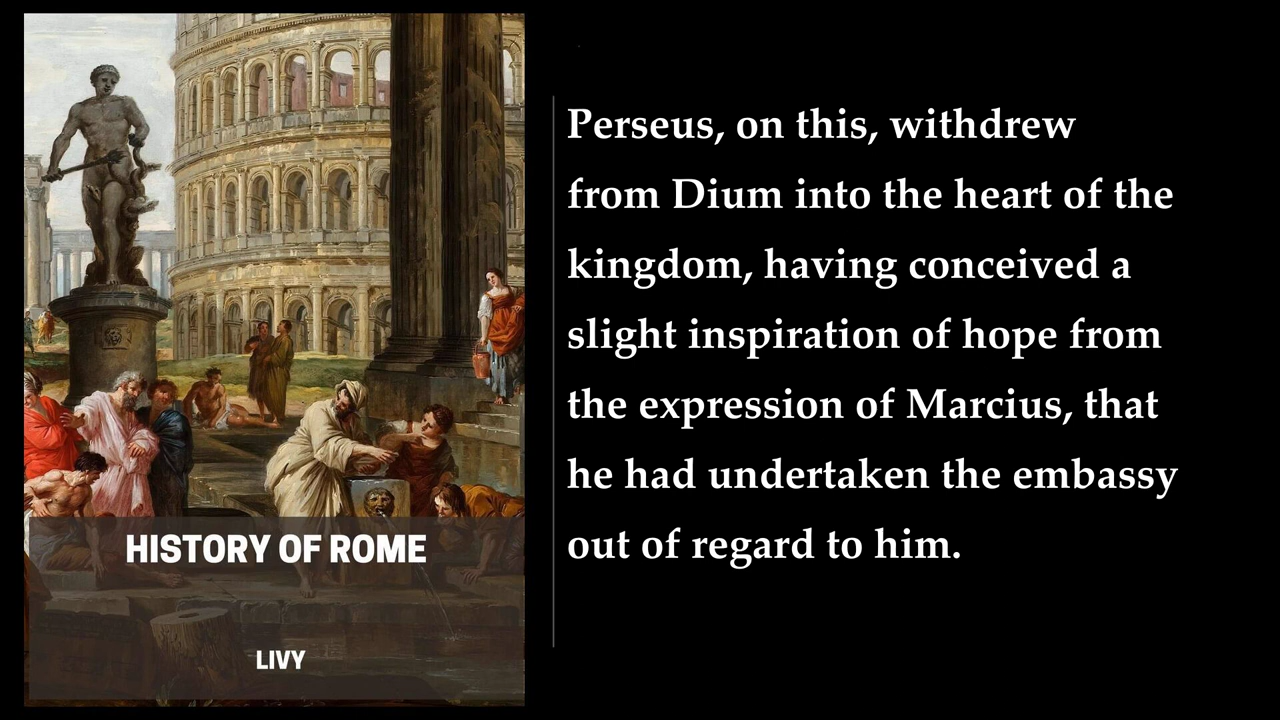 HISTORY OF ROME
LIVY
Perseus, on this, withdrew
from Dium into the heart of the
kingdom, having conceived a
slight inspiration of hope from
the expression of Marcius, that
he had undertaken the embassy
out of regard to him.